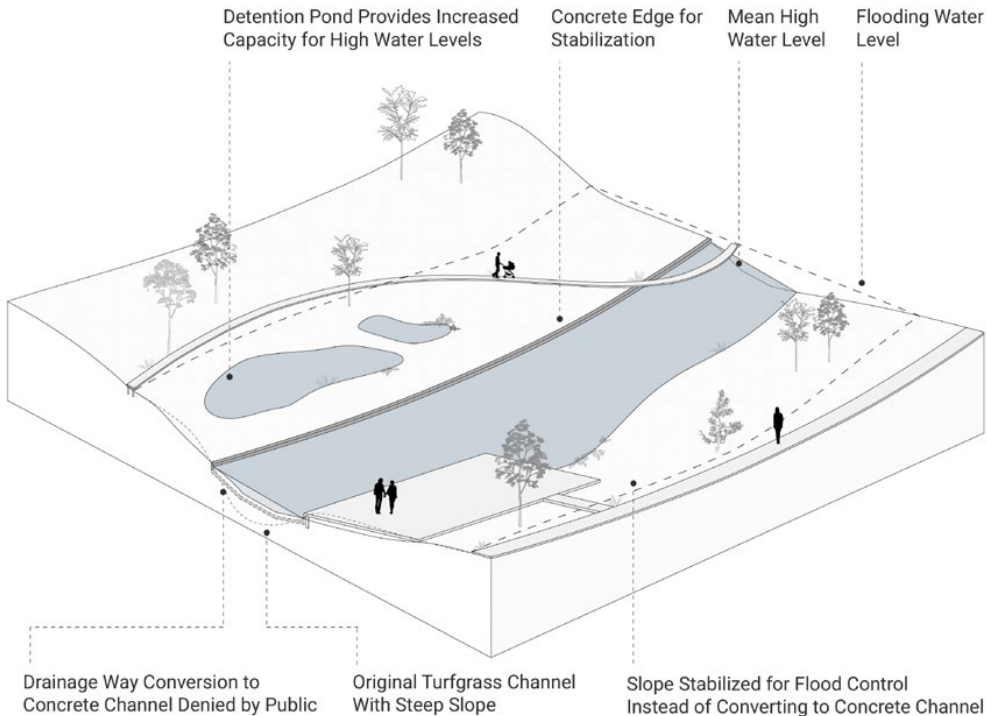 Detention Pond Provides Increased
Capacity for High Water Levels
Concrete Edge for
Stabilization
Mean High
Water Level
Flooding Water
Level
Drainage Way Conversion to
Concrete Channel Denied by Public
Original Turfgrass Channel
With Steep Slope
Slope Stabilized for Flood Control
Instead of Converting to Concrete Channel